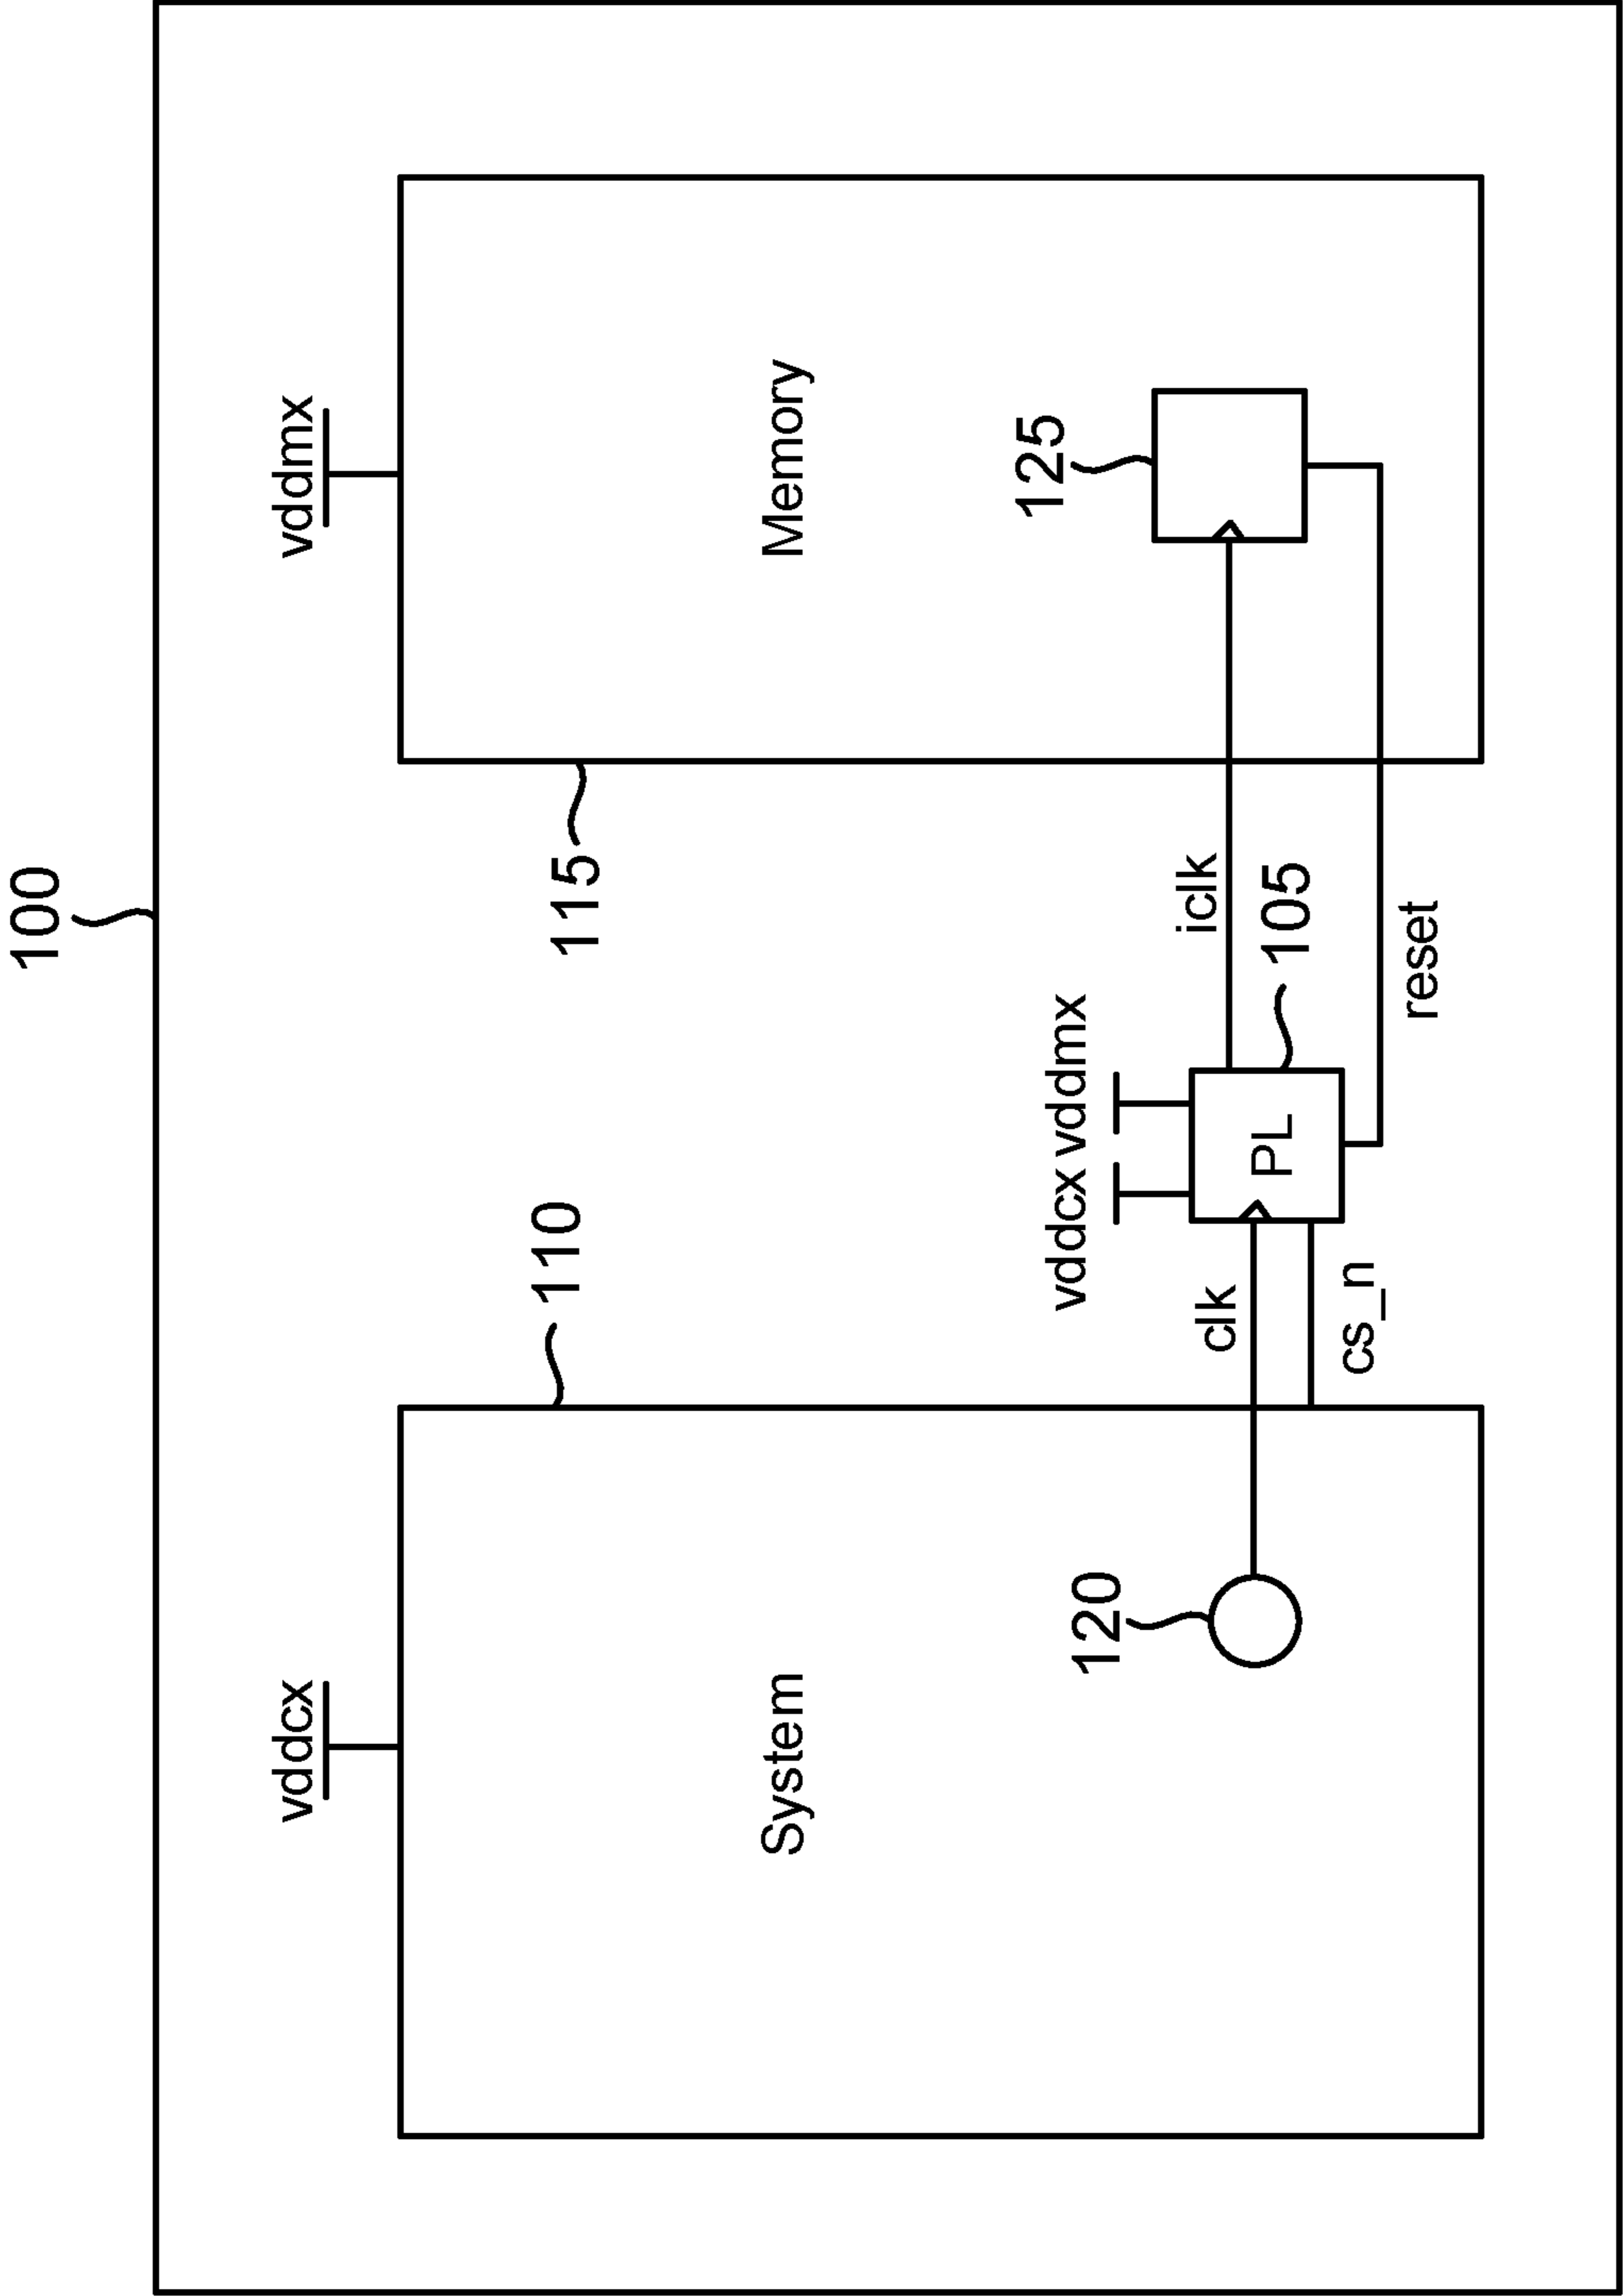 100
vddcx
vddmx
110
115
System
Memory
vddcx
vddmx
120
125
clk
iclk
PL
105
cs_n
reset